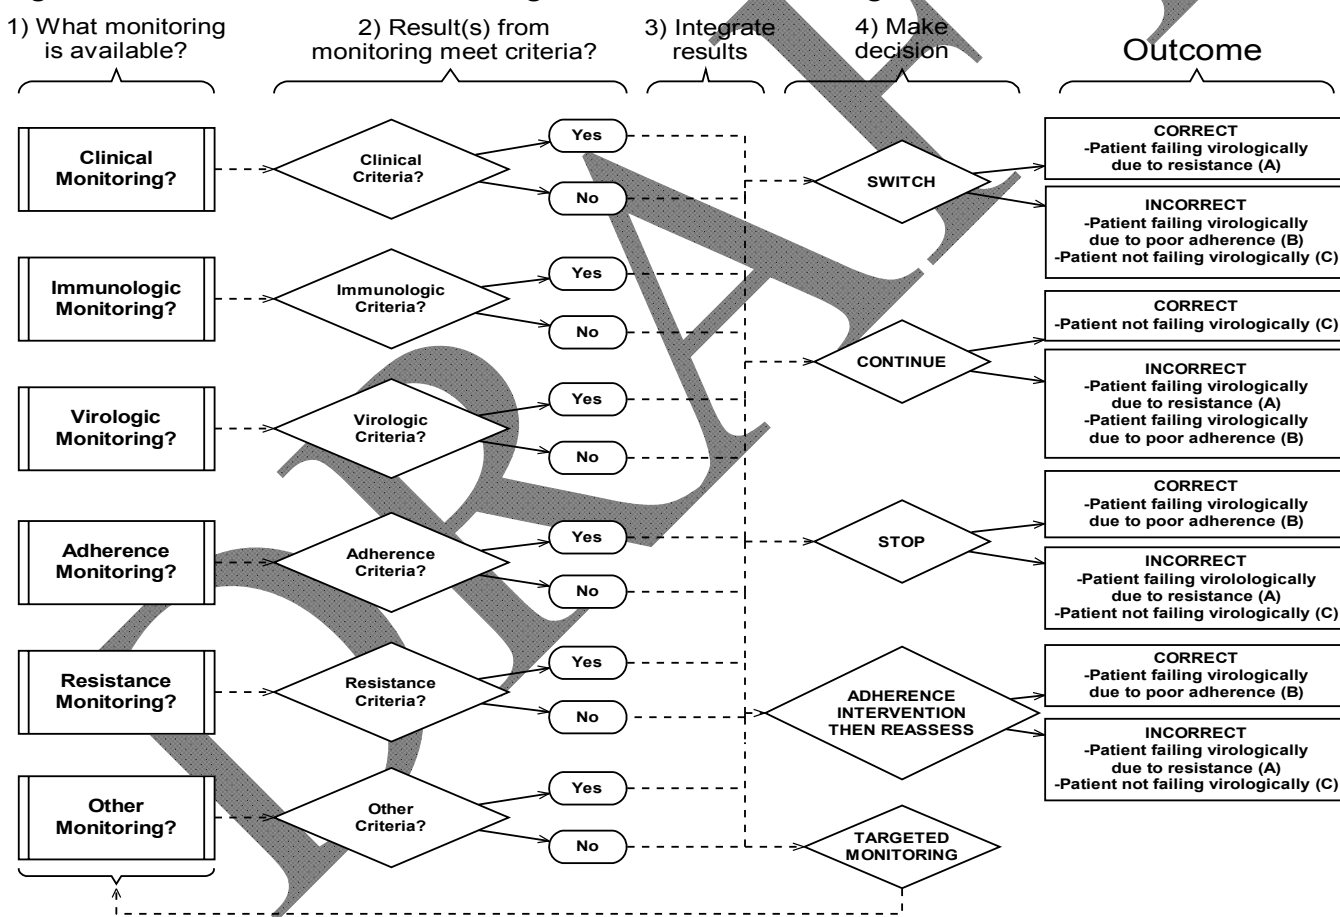 1) What monitoring
is available?
2) Result(s) from
monitoring meet criteria?
3) Integrate
results
4) Make
decision
Outcome
Clinical
Monitoring?
Clinical
Criteria?
Yes
No
Immunologic
Monitoring?
Immunologic
Criteria?
Yes
No
Virologic
Monitoring?
Virologic
Criteria?
Yes
No
Adherence
Monitoring?
Adherence
Criteria?
Yes
No
Resistance
Monitoring?
Resistance
Criteria?
Yes
No
Other
Monitoring?
Other
Criteria?
Yes
No
SWITCH
CORRECT
-Patient failing virologically
due to resistance (A)
INCORRECT
-Patient failing virologically
due to poor adherence (B)
-Patient not failing virologically (C)
CONTINUE
CORRECT
-Patient not failing virologically (C)
INCORRECT
-Patient failing virologically
due to resistance (A)
-Patient failing virologically
due to poor adherence (B)
STOP
CORRECT
-Patient failing virologically
due to poor adherence (B)
INCORRECT
-Patient failing virolologically
due to resistance (A)
-Patient not failing virologically (C)
ADHERENCE
INTERVENTION
THEN REASSESS
CORRECT
-Patient failing virologically
due to poor adherence (B)
INCORRECT
-Patient failing virologically
due to resistance (A)
-Patient not failing virologically (C)
TARGETED
MONITORING